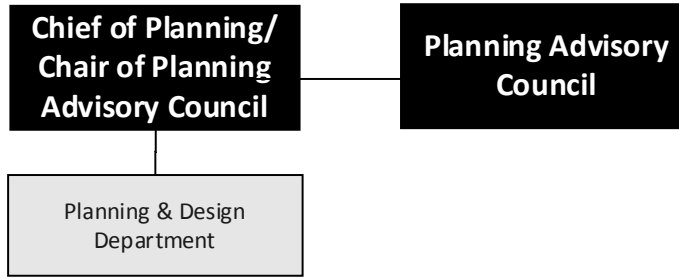 Chief of Planning/
Chair of Planning
Advisory Council
Planning Advisory
Council
Planning & Design
Department